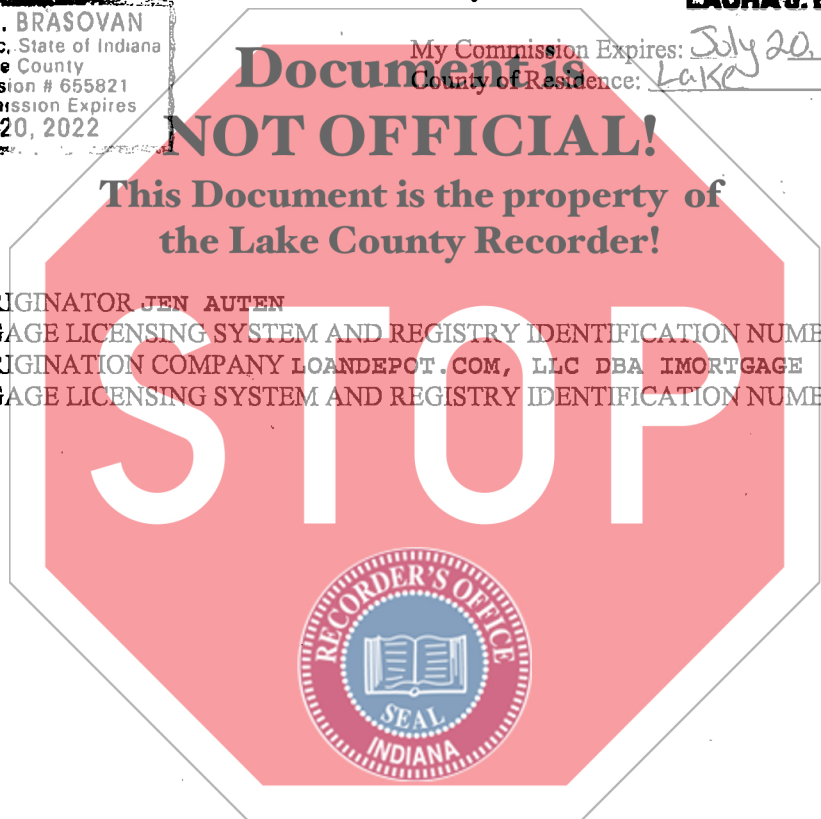 . BRASOVAN
c, State of Indiana
e County
sion # 655821
ission Expires
20, 2022
My Commission Expires: July 20,
County of Residence: Lake
Document is
NOT OFFICIAL!
This Document is the property of
the Lake County Recorder!
RIGINATOR JEN AUTEN
GAGE LICENSING SYSTEM AND REGISTRY IDENTIFICATION NUMB
RIGINATION COMPANY LOANDEPOT.COM, LLC DBA IMORTGAGE
GAGE LICENSING SYSTEM AND REGISTRY IDENTIFICATION NUMB
STOP
RECORDER'S OFFICE
SEAL
INDIANA